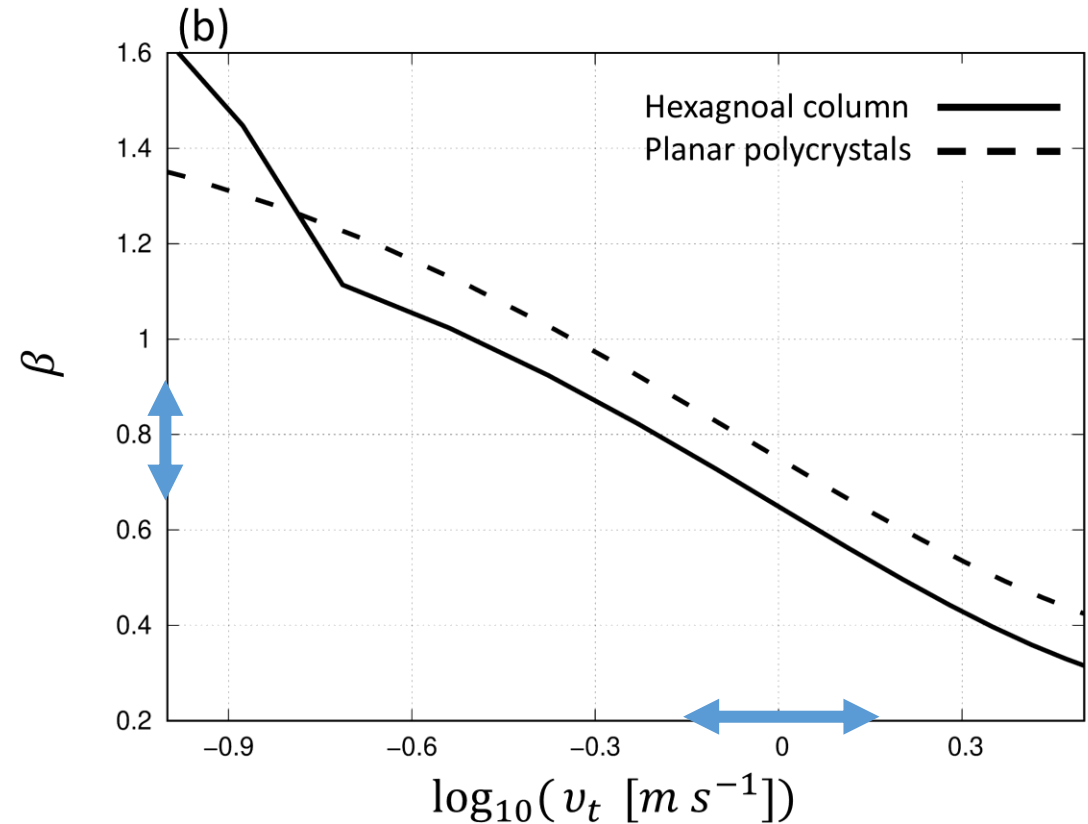 (b)
1.6
1.4
1.2
1
0.8
0.6
0.4
0.2
β
Hexagnoal column
Planar polycrystals
−0.9 −0.6 −0.3 0 0.3
log₁₀( υₜ [m s⁻¹])